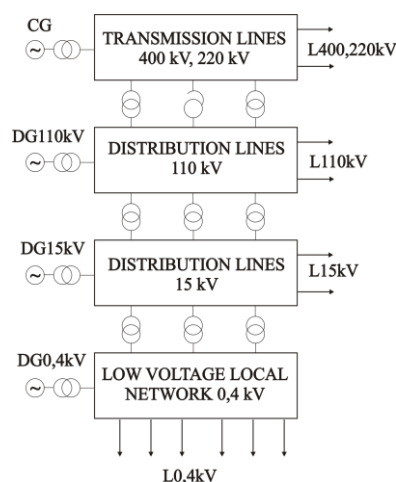 CG
TRANSMISSION LINES
400 kV, 220 kV
L400,220kV
DG110kV
DISTRIBUTION LINES
110 kV
L110kV
DG15kV
DISTRIBUTION LINES
15 kV
L15kV
DG0,4kV
LOW VOLTAGE LOCAL
NETWORK 0,4 kV
L0,4kV